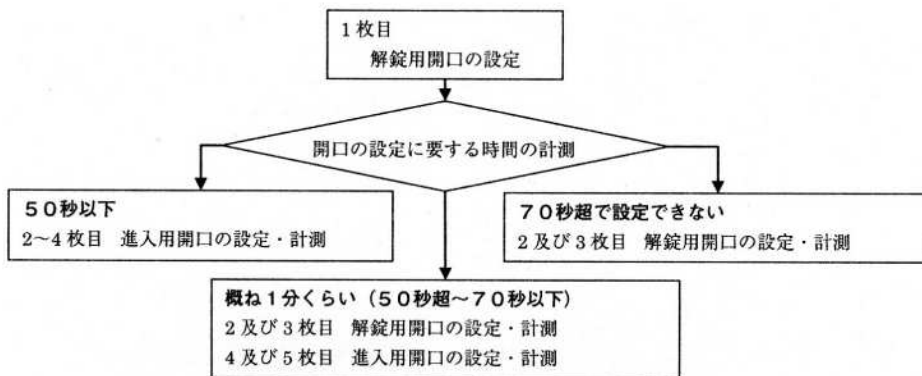 1枚目
解錠用開口の設定
開口の設定に要する時間の計測
50秒以下
2～4枚目 進入用開口の設定・計測
70秒超で設定できない
2及び3枚目 解錠用開口の設定・計測
概ね1分くらい（50秒超～70秒以下）
2及び3枚目 解錠用開口の設定・計測
4及び5枚目 進入用開口の設定・計測